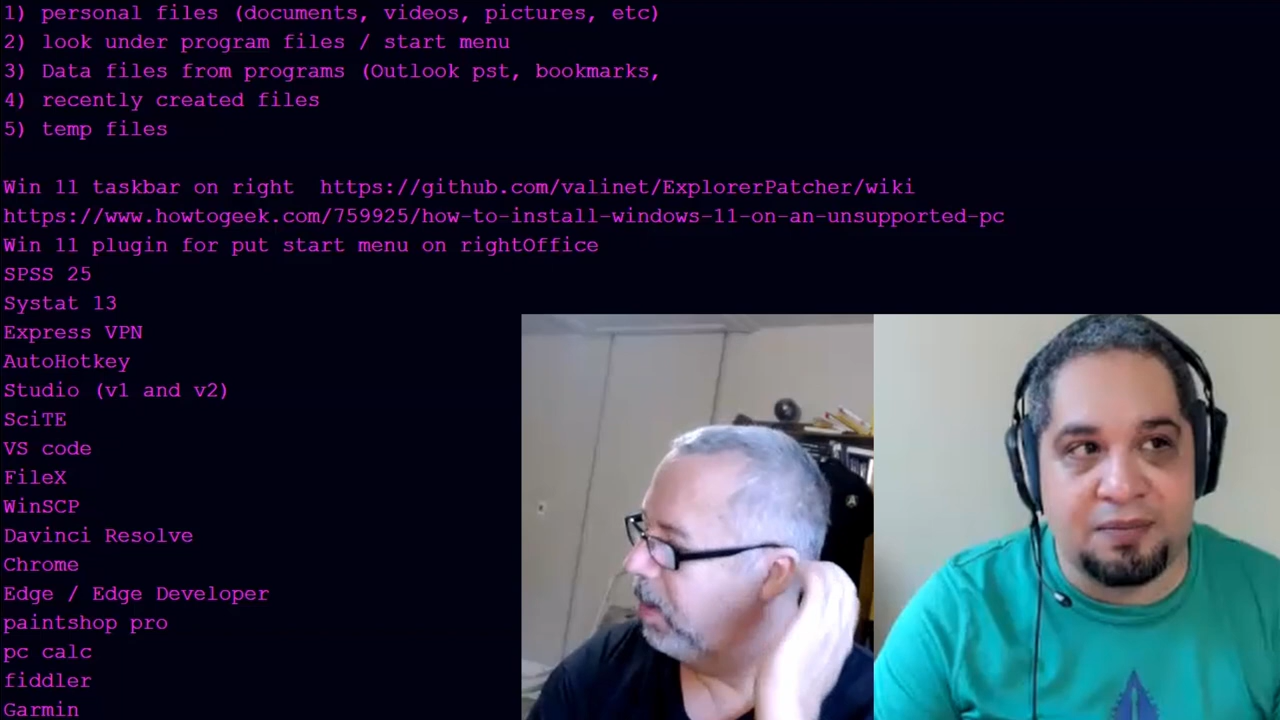 1) personal files (documents, videos, pictures, etc)
2) look under program files / start menu
3) Data files from programs (Outlook pst, bookmarks,
4) recently created files
5) temp files
Win 11 taskbar on right  https://github.com/valinet/ExplorerPatcher/wiki
https://www.howtogeek.com/759925/how-to-install-windows-11-on-an-unsupported-pc
Win 11 plugin for put start menu on rightOffice
SPSS 25
Systat 13
Express VPN
AutoHotkey
Studio (v1 and v2)
SciTE
VS code
FileX
WinSCP
Davinci Resolve
Chrome
Edge / Edge Developer
paintshop pro
pc calc
fiddler
Garmin